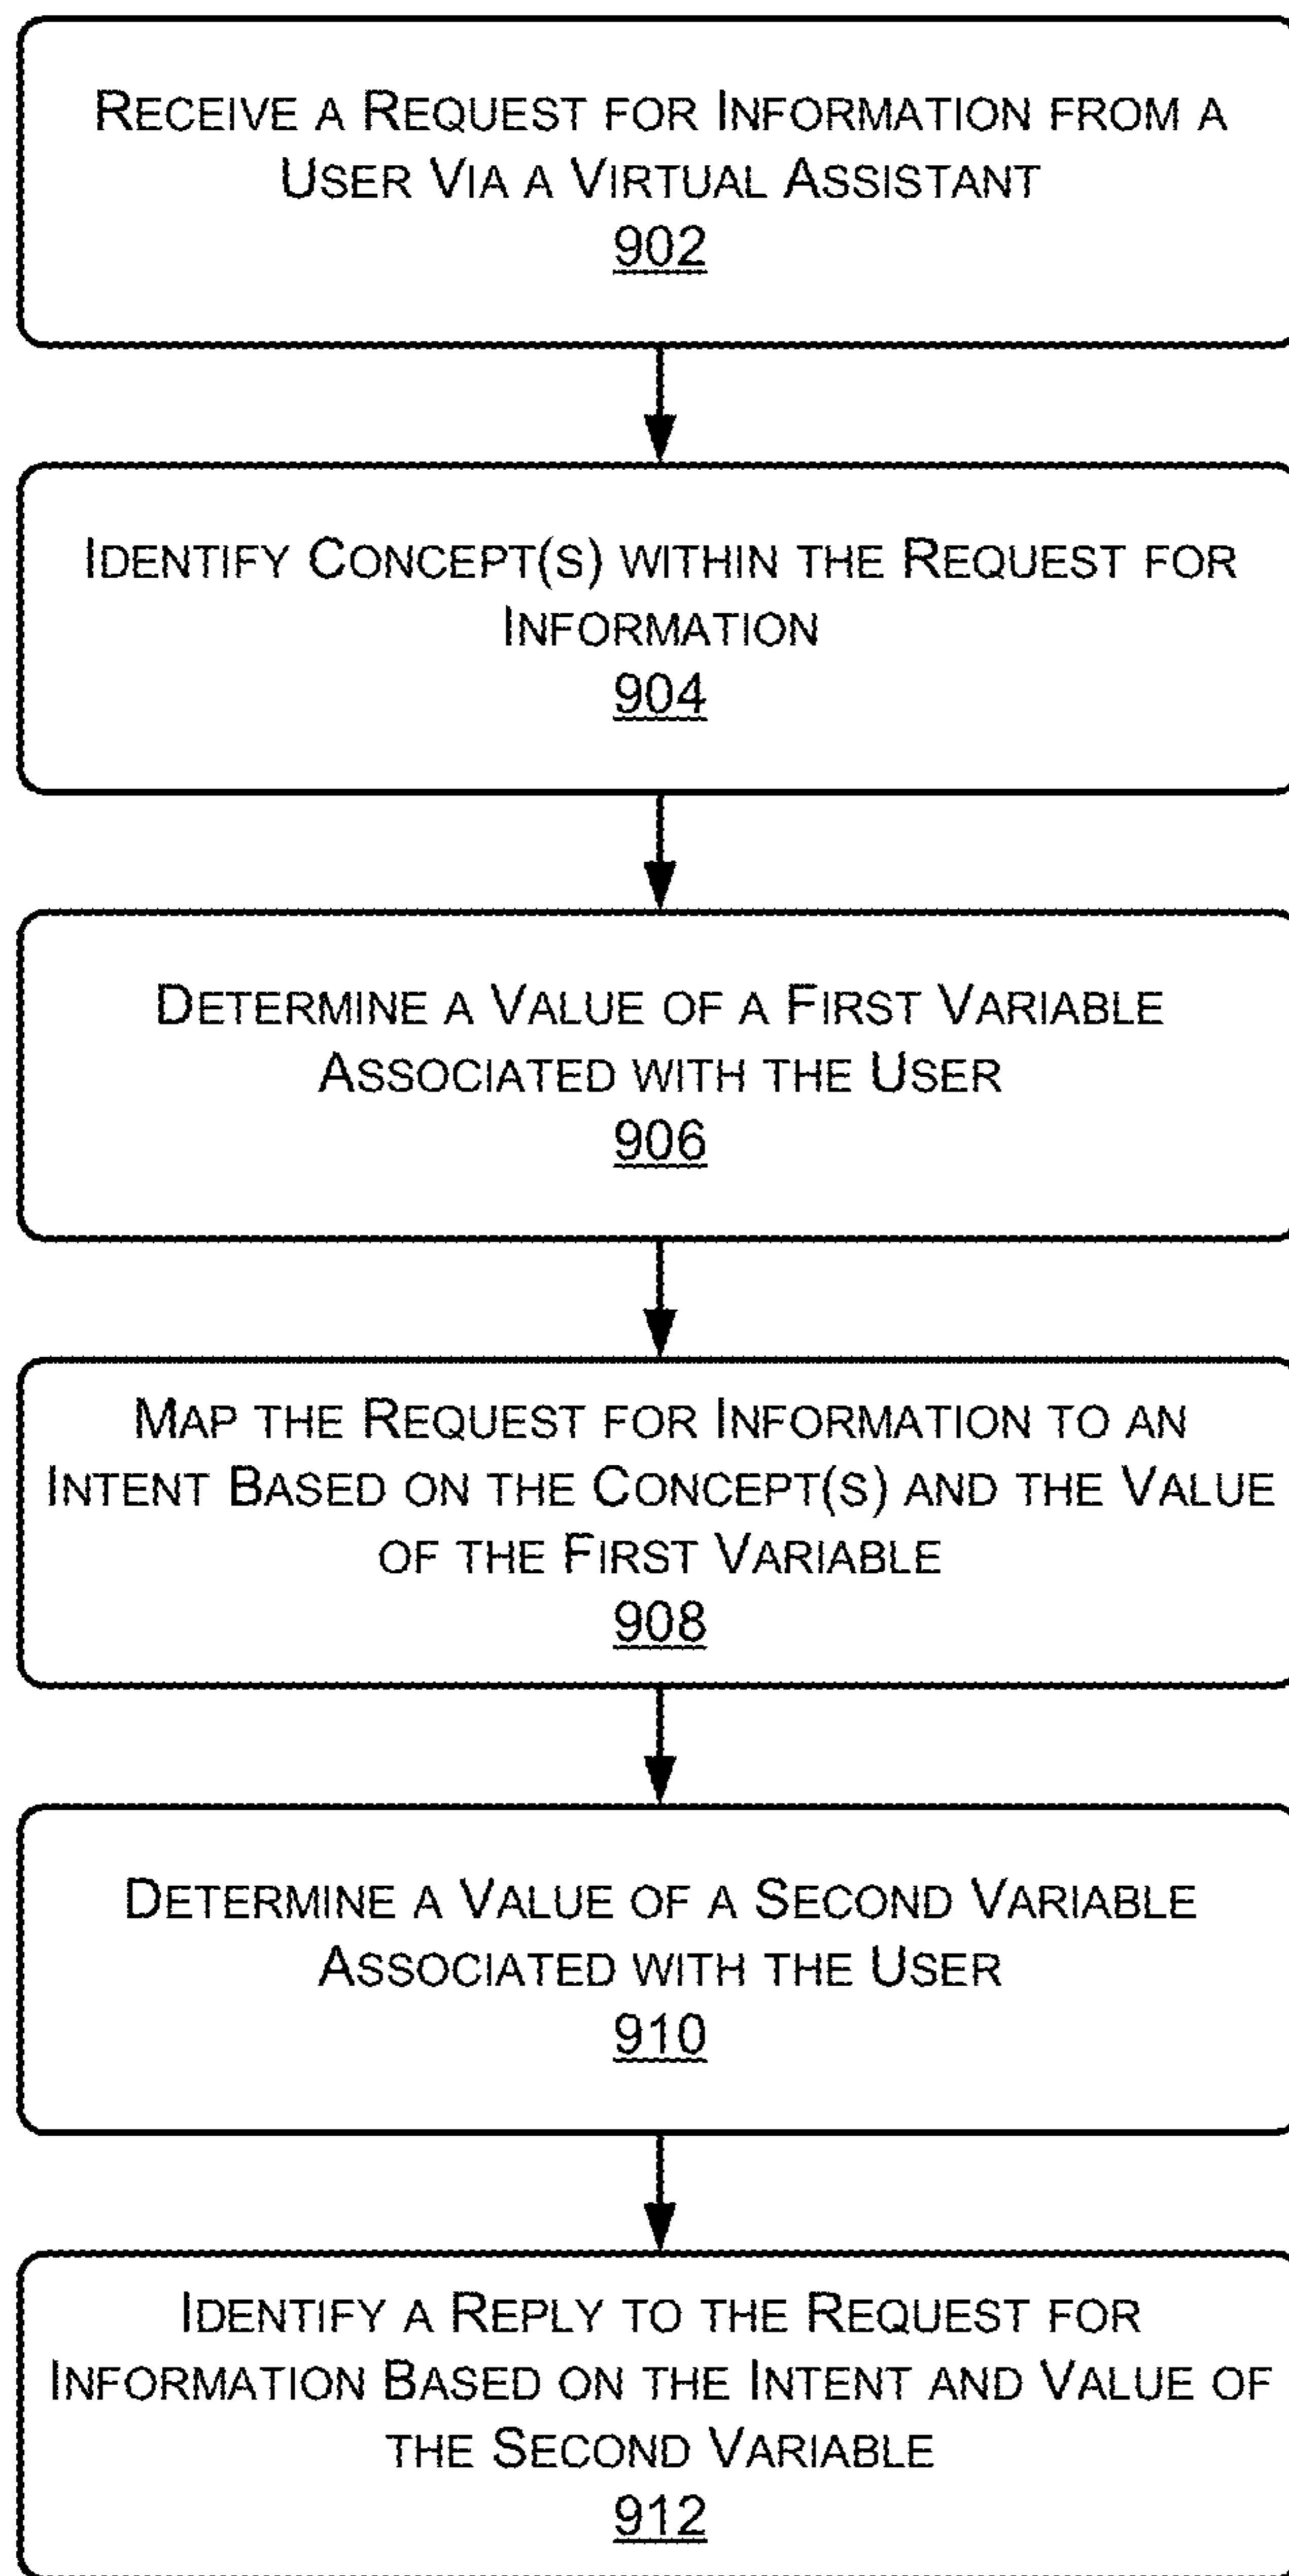 RECEIVE A REQUEST FOR INFORMATION FROM A
USER VIA A VIRTUAL ASSISTANT
902
IDENTIFY CONCEPT(S) WITHIN THE REQUEST FOR
INFORMATION
904
DETERMINE A VALUE OF A FIRST VARIABLE
ASSOCIATED WITH THE USER
906
MAP THE REQUEST FOR INFORMATION TO AN
INTENT BASED ON THE CONCEPT(S) AND THE VALUE
OF THE FIRST VARIABLE
908
DETERMINE A VALUE OF A SECOND VARIABLE
ASSOCIATED WITH THE USER
910
IDENTIFY A REPLY TO THE REQUEST FOR
INFORMATION BASED ON THE INTENT AND VALUE OF
THE SECOND VARIABLE
912